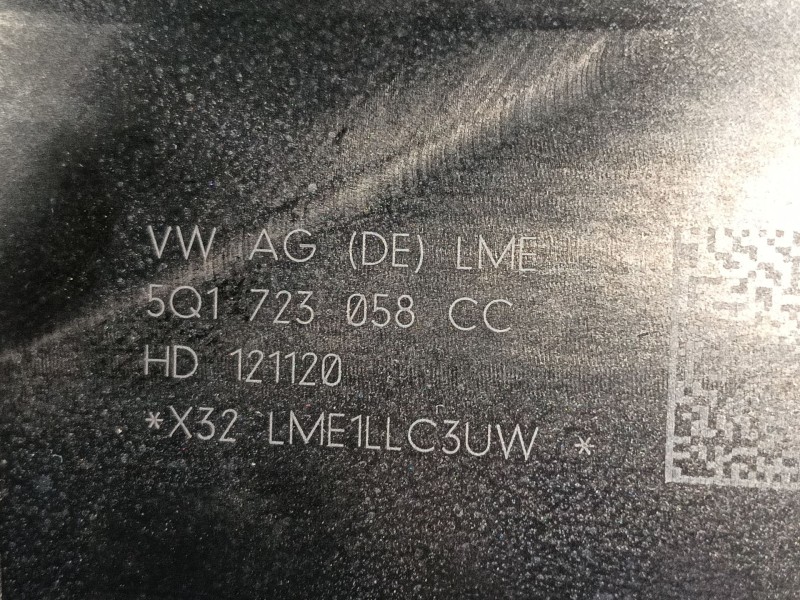 VW AG (DE) LME
5Q1 723 058 CC
HD 121120
*X32 LME1LLC3UW *